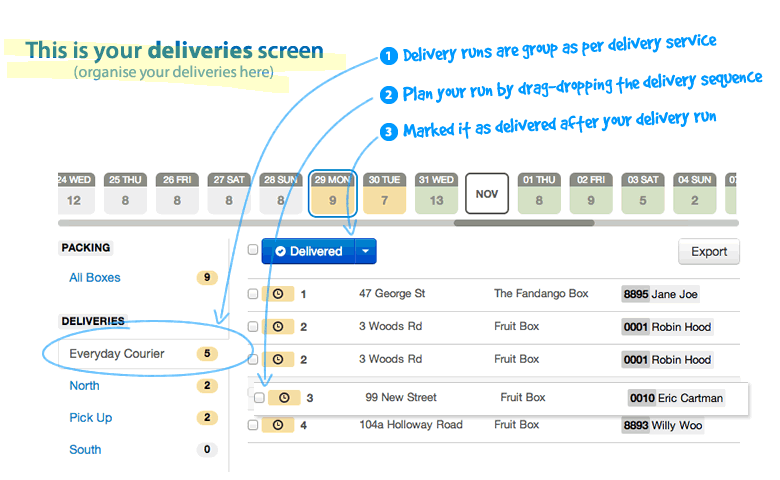 This is your deliveries screen
(organise your deliveries here)
1 Delivery runs are group as per delivery service
2 Plan your run by drag-dropping the delivery sequence
3 Marked it as delivered after your delivery run
24 WED 25 THU 26 FRI 27 SAT 28 SUN 29 MON 30 TUE 31 WED NOV 01 THU 02 FRI 03 SAT 04 SUN
12 8 8 8 8 9 7 13 8 9 5 2
PACKING
All Boxes 9
DELIVERIES
Everyday Courier 5
North 2
Pick Up 2
South 0
Delivered Export
1 47 George St The Fandango Box 8895 Jane Joe
2 3 Woods Rd Fruit Box 0001 Robin Hood
2 3 Woods Rd Fruit Box 0001 Robin Hood
3 99 New Street Fruit Box 0010 Eric Cartman
4 104a Holloway Road Fruit Box 8893 Willy Woo